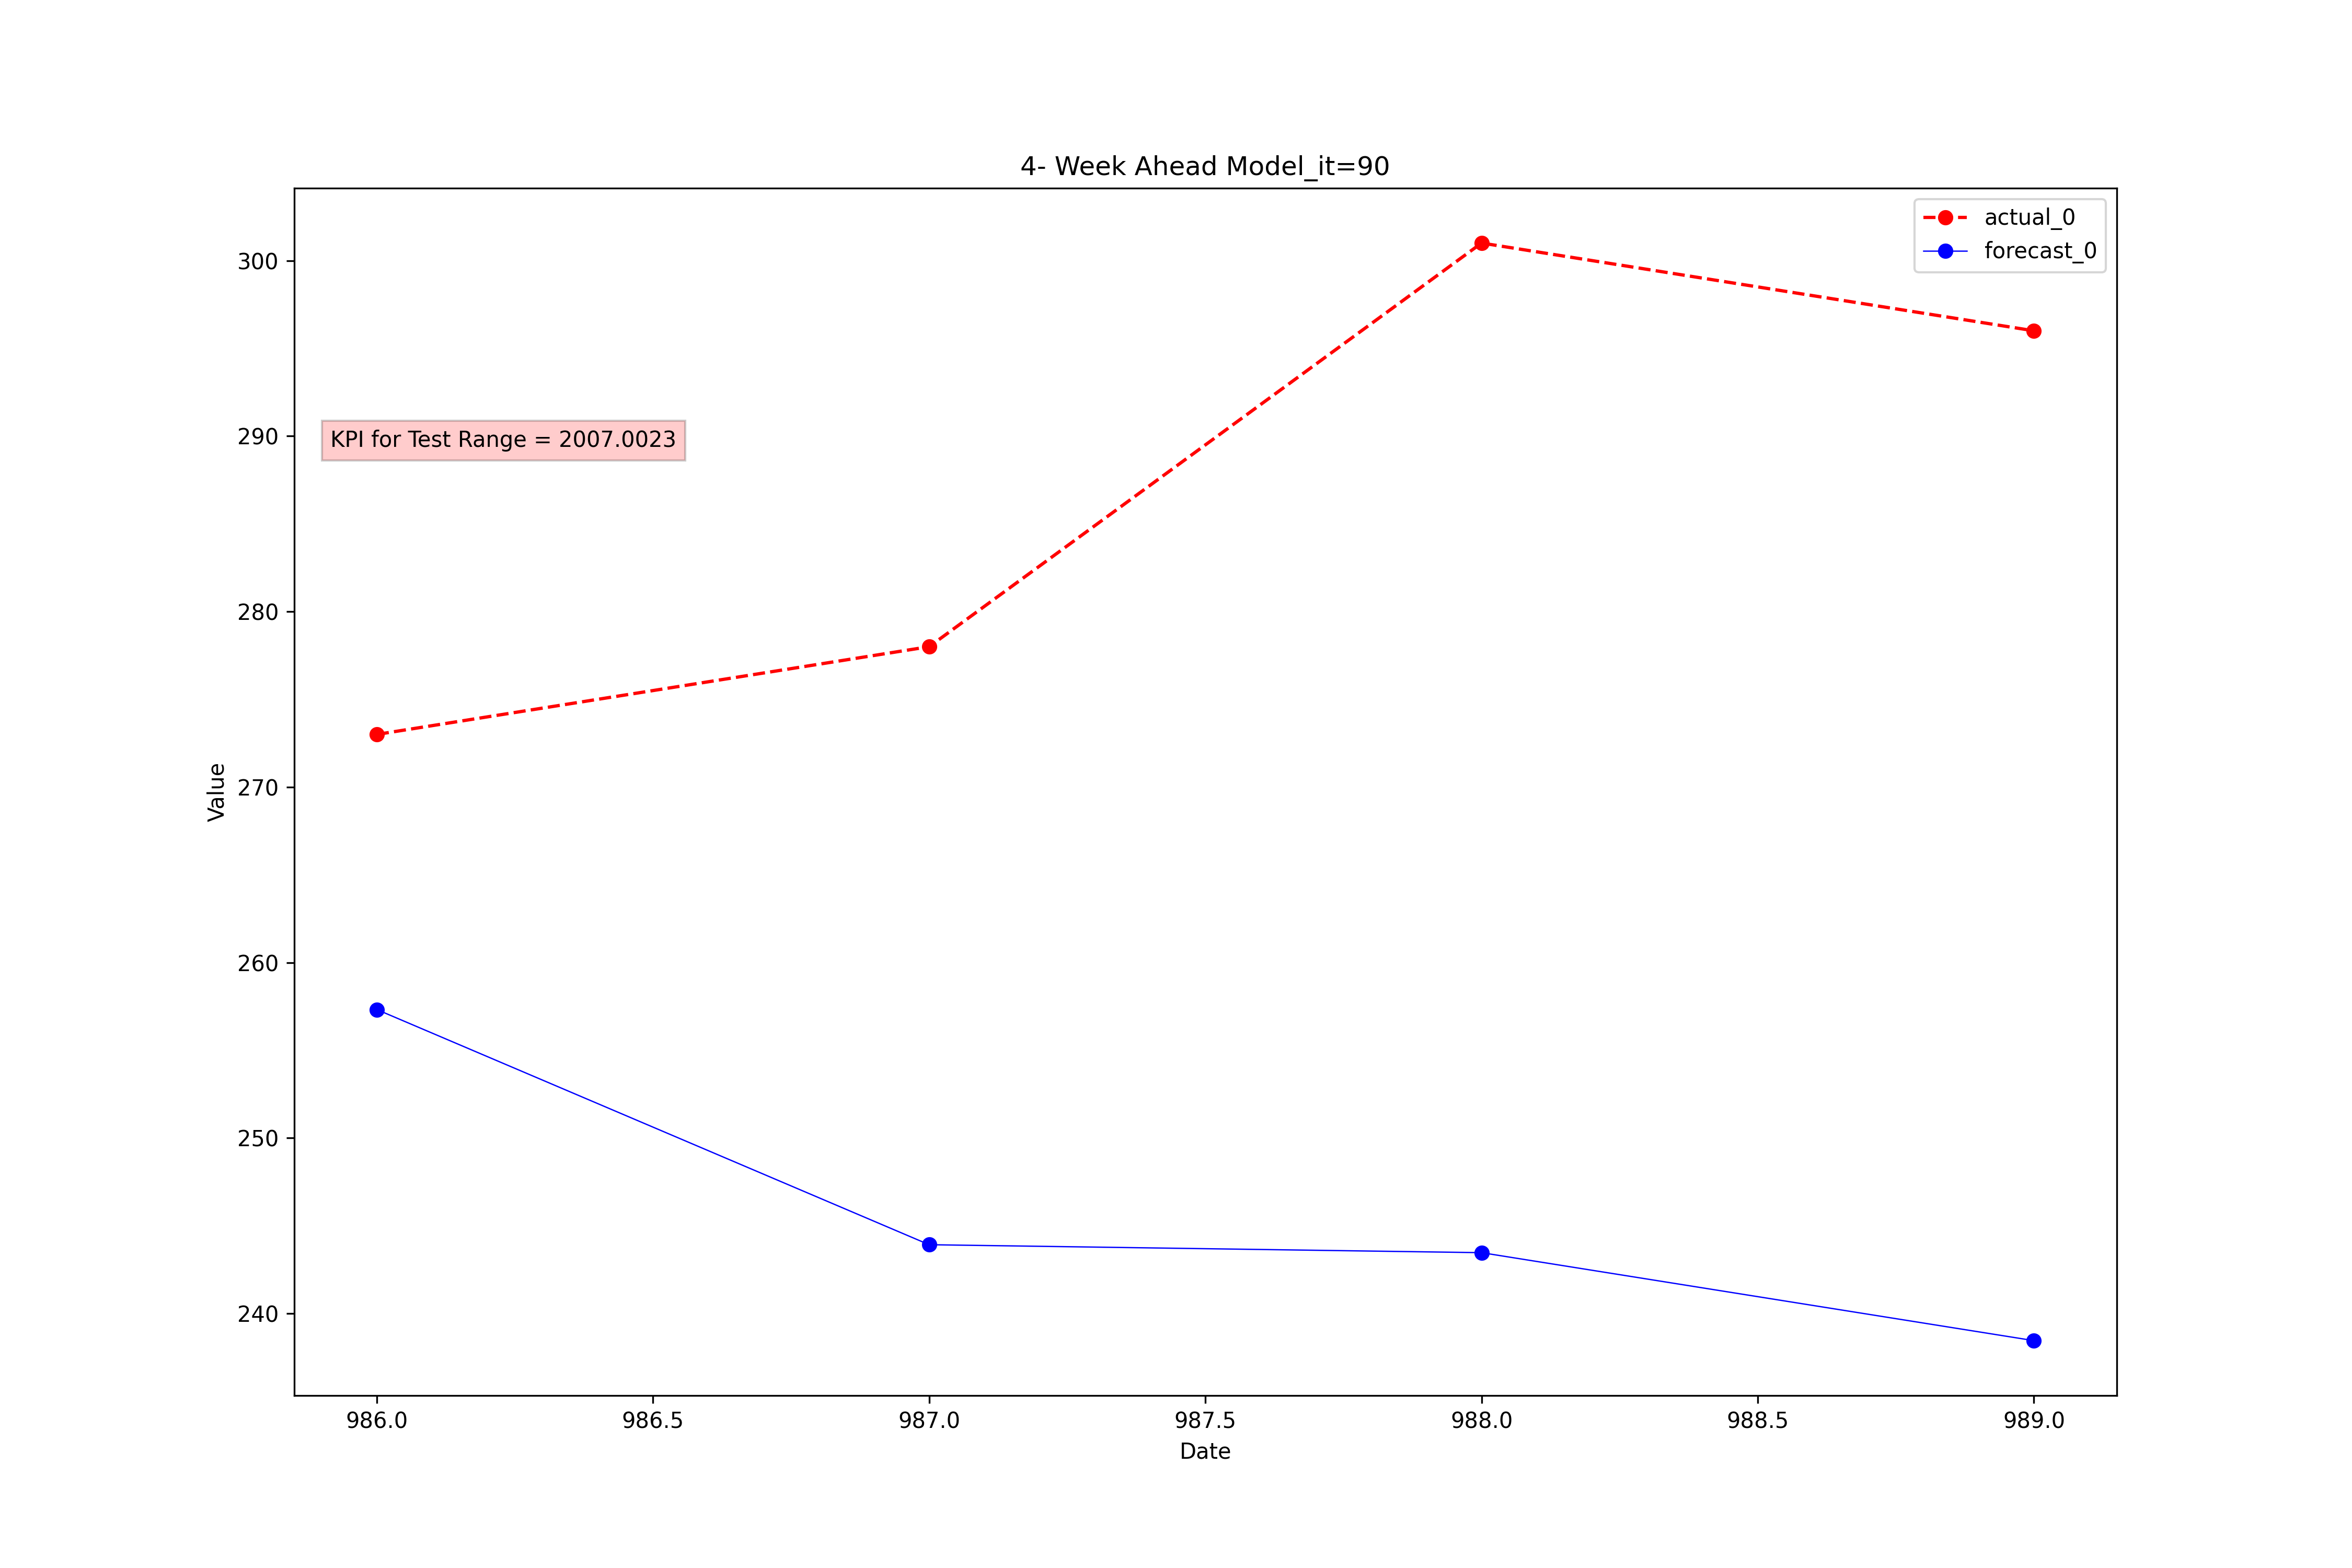 4- Week Ahead Model_it=90
actual_0
forecast_0
KPI for Test Range = 2007.0023
Value
300
290
280
270
260
250
240
986.0 986.5 987.0 987.5 988.0 988.5 989.0
Date